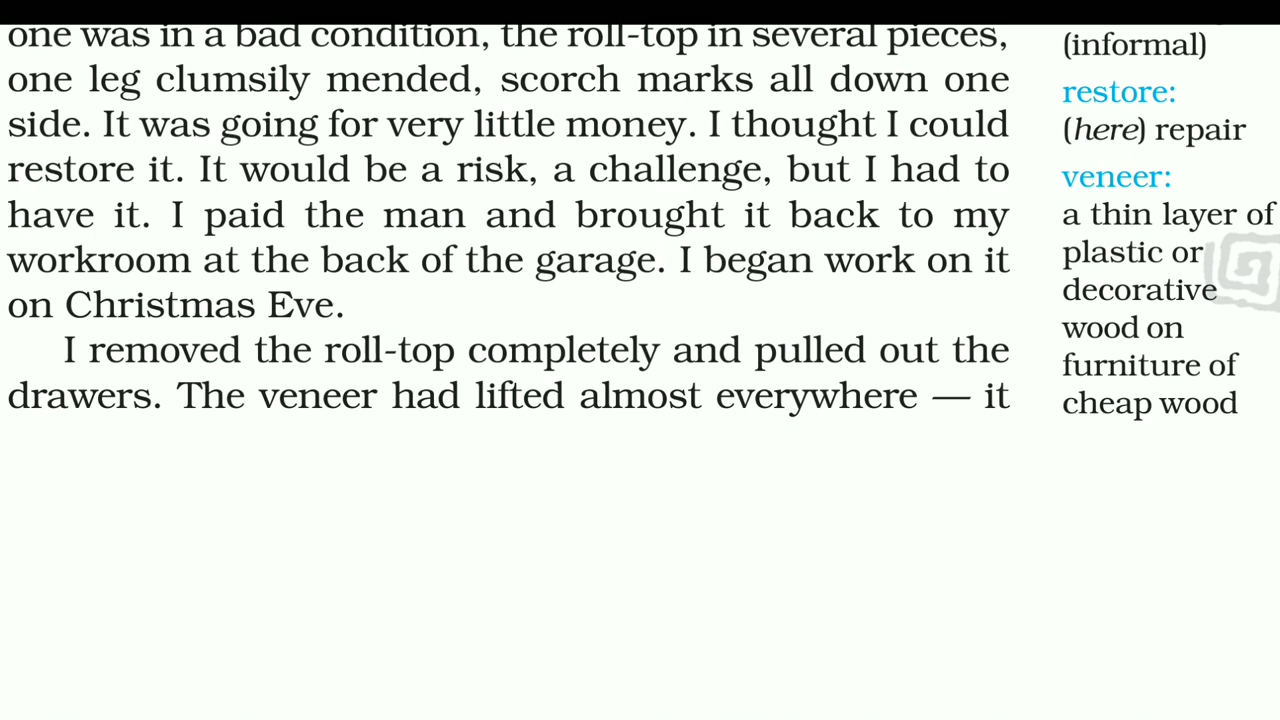 one was in a bad condition, the roll-top in several pieces,
one leg clumsily mended, scorch marks all down one
side. It was going for very little money. I thought I could
restore it. It would be a risk, a challenge, but I had to
have it. I paid the man and brought it back to my
workroom at the back of the garage. I began work on it
on Christmas Eve.
I removed the roll-top completely and pulled out the
drawers. The veneer had lifted almost everywhere — it
(informal)
restore:
(here) repair
veneer:
a thin layer of
plastic or
decorative
wood on
furniture of
cheap wood